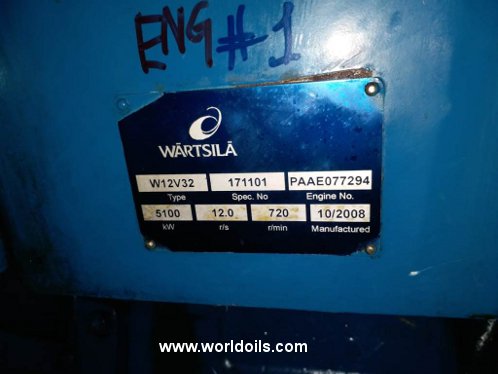 ENG #1
WÄRTSILÄ
W12V32 171101 PAAE077294
Type Spec. No Engine No.
5100 12.0 720 10/2008
kW r/s r/min Manufactured
www.worldoils.com